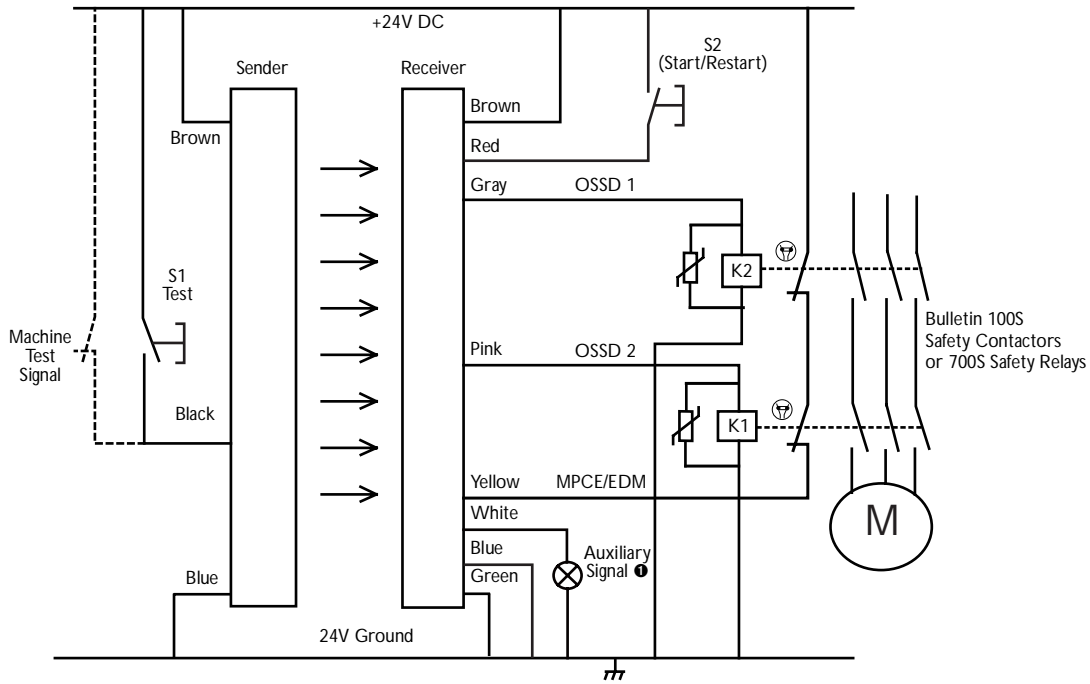 +24V DC
S2
(Start/Restart)
Sender
Receiver
Brown
Brown
Red
Gray
OSSD 1
K2
S1
Test
Machine
Test
Signal
Bulletin 100S
Safety Contactors
or 700S Safety Relays
Pink
OSSD 2
Black
K1
Yellow
MPCE/EDM
White
M
Blue
Auxiliary
Signal ❶
Green
Blue
24V Ground